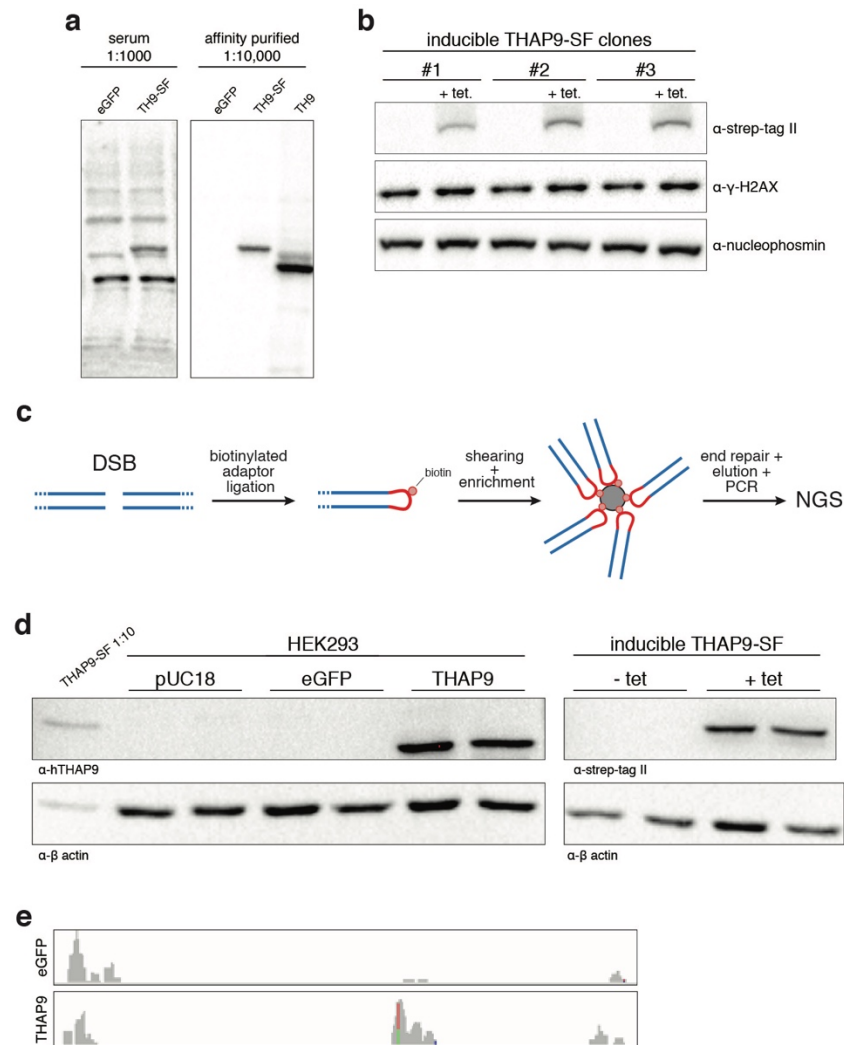 a
serum
1:1000
affinity purified
1:10,000
eGFP
TH9-SF
eGFP
TH9-SF
TH9
b
inducible THAP9-SF clones
#1
#2
#3
+ tet.
+ tet.
+ tet.
α-strep-tag II
α-γ-H2AX
α-nucleophosmin
c
DSB
biotinylated
adaptor
ligation
biotin
shearing
+
enrichment
end repair +
elution +
PCR
NGS
d
THAP9-SF 1:10
HEK293
pUC18
eGFP
THAP9
α-hTHAP9
α-β actin
inducible THAP9-SF
- tet
+ tet
α-strep-tag II
α-β actin
e
eGFP
THAP9